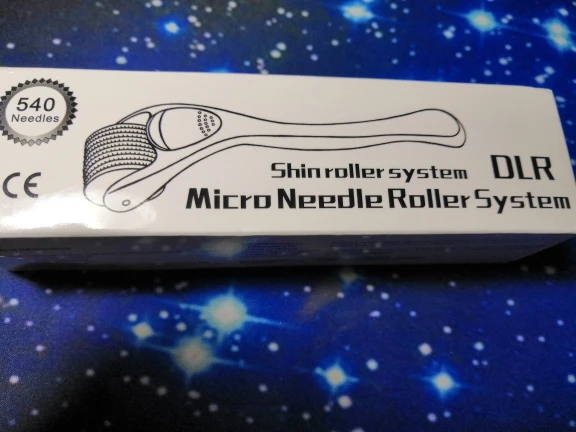 540
Needles
CE
Shin roller system DLR
Micro Needle Roller System